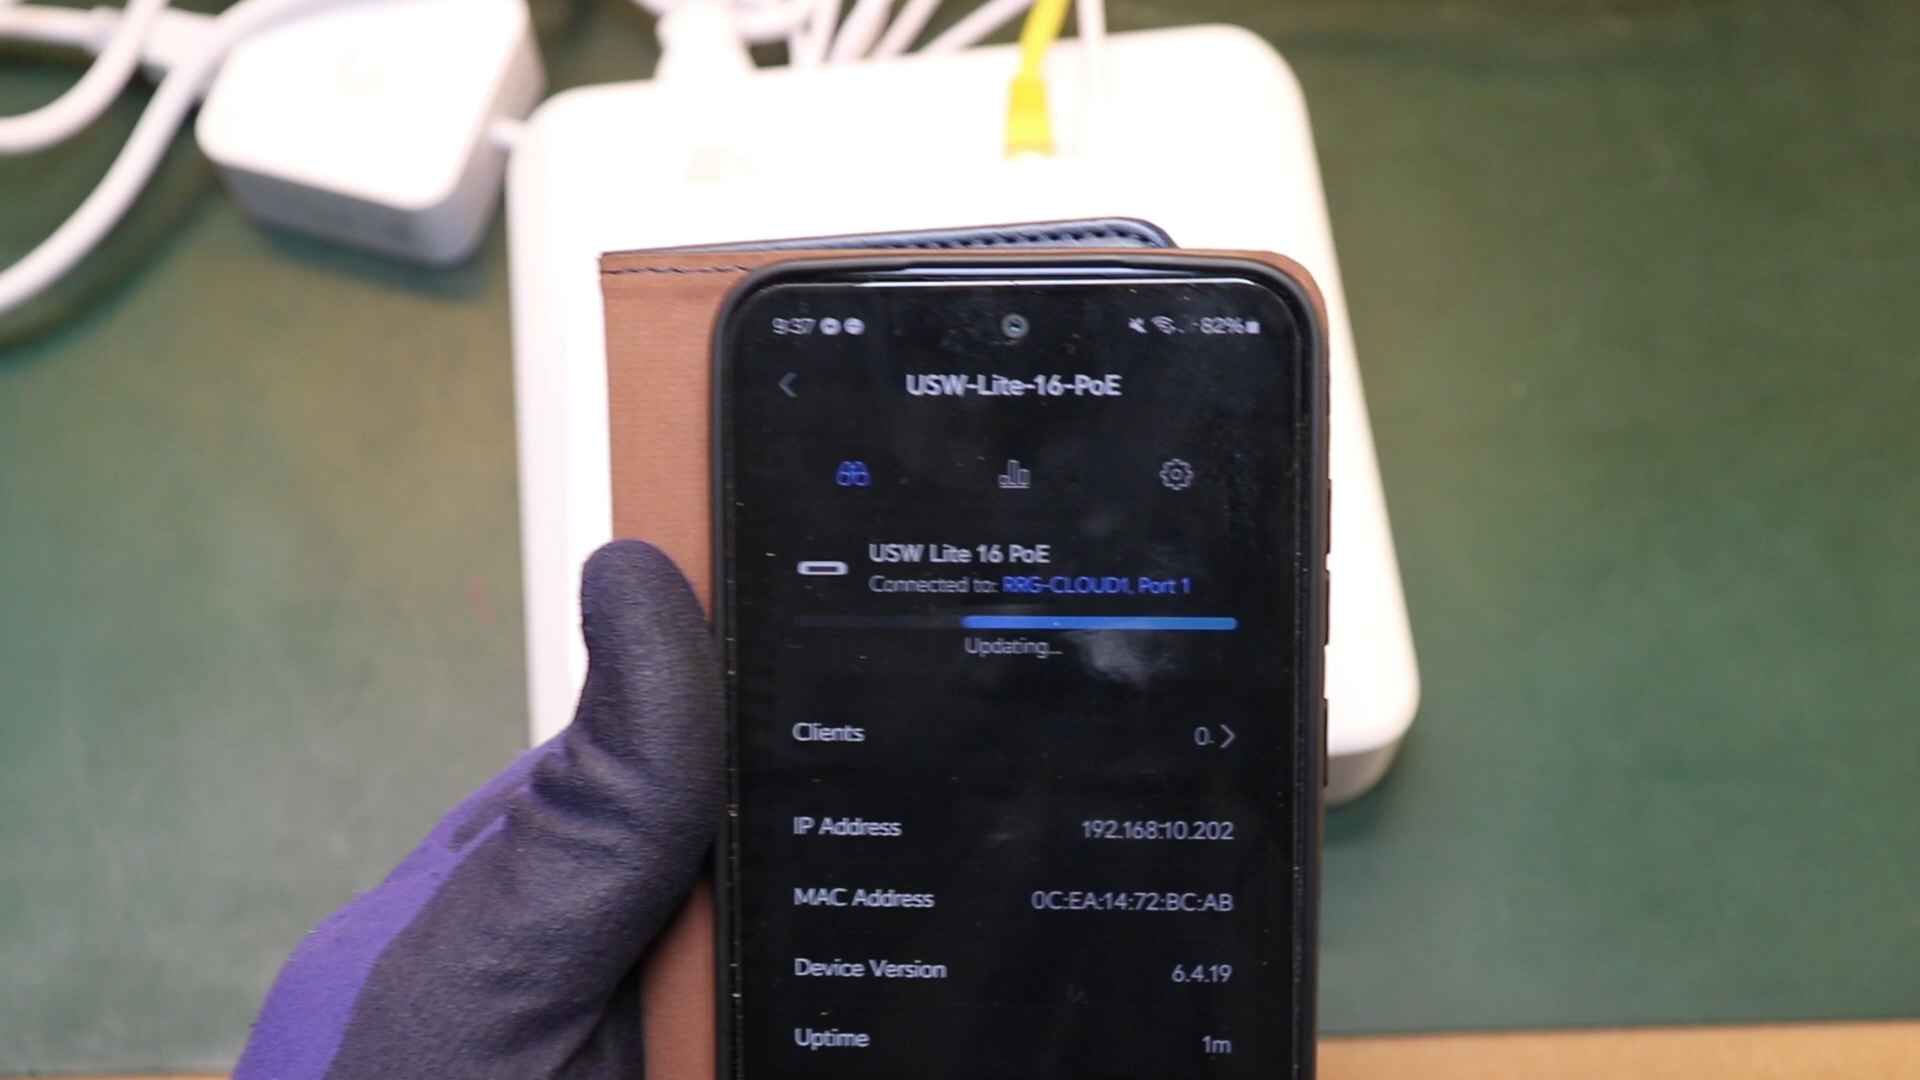 9:37
82%
USW-Lite-16-PoE
USW Lite 16 PoE
Connected to: RRG-CLOUD1, Port 1
Updating...
Clients 0
IP Address 192.168.10.202
MAC Address 0C:EA:14:72:BC:AB
Device Version 6.4.19
Uptime 1m